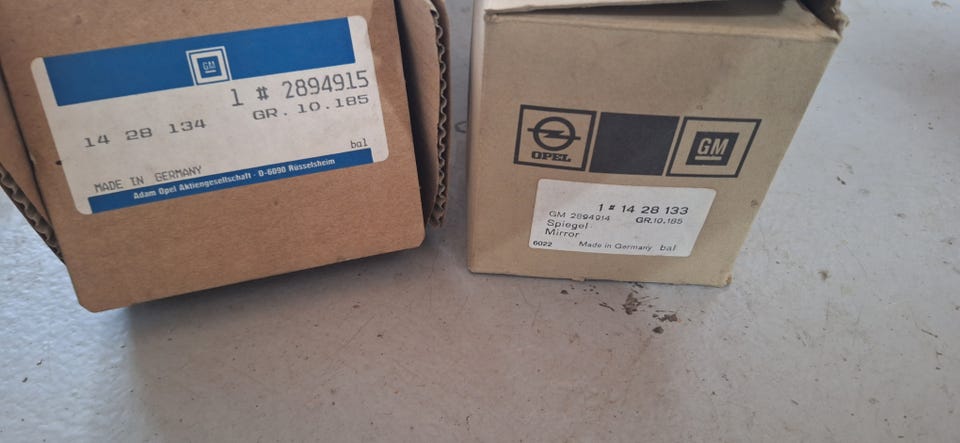 GM
1 # 2894915
14 28 134 GR. 10. 185
bal
MADE IN GERMANY
Adam Opel Aktiengesellschaft · D-6090 Rüsselsheim
OPEL
GM
1 # 14 28 133
GM 2894914 GR.10.185
Spiegel
Mirror
6022 Made in Germany bal